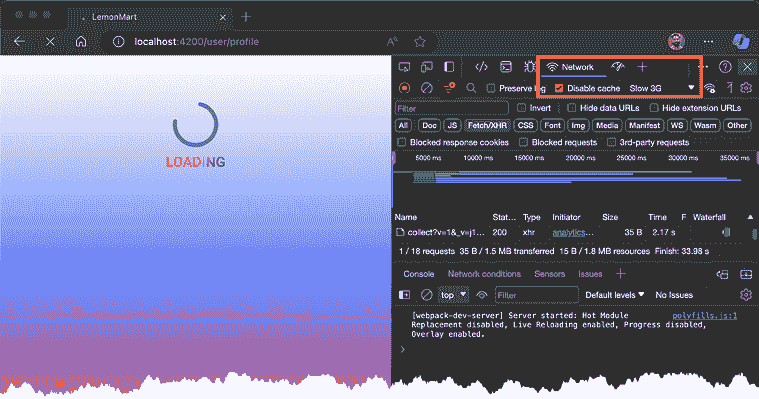 LemonMart
localhost:4200/user/profile
LOADING
Network
Preserve log
Disable cache
Slow 3G
Filter
Invert
Hide data URLs
Hide extension URLs
All Doc JS Fetch/XHR CSS Font Img Media Manifest WS Wasm Other
Blocked response cookies
Blocked requests
3rd-party requests
5000 ms 10000 ms 15000 ms 20000 ms 25000 ms 30000 ms 35000 ms
Name Stat... Type Initiator Size Time F Waterfall
collect?v=1&_v=j1... 200 xhr analytics... 35 B 2.17 s
1 / 18 requests 35 B / 1.5 MB transferred 15 B / 1.8 MB resources Finish: 33.98 s
Console Network conditions Sensors Issues
top
Filter
Default levels
No Issues
[webpack-dev-server] Server started: Hot Module polyfills.js:1
Replacement disabled, Live Reloading enabled, Progress disabled,
Overlay enabled.